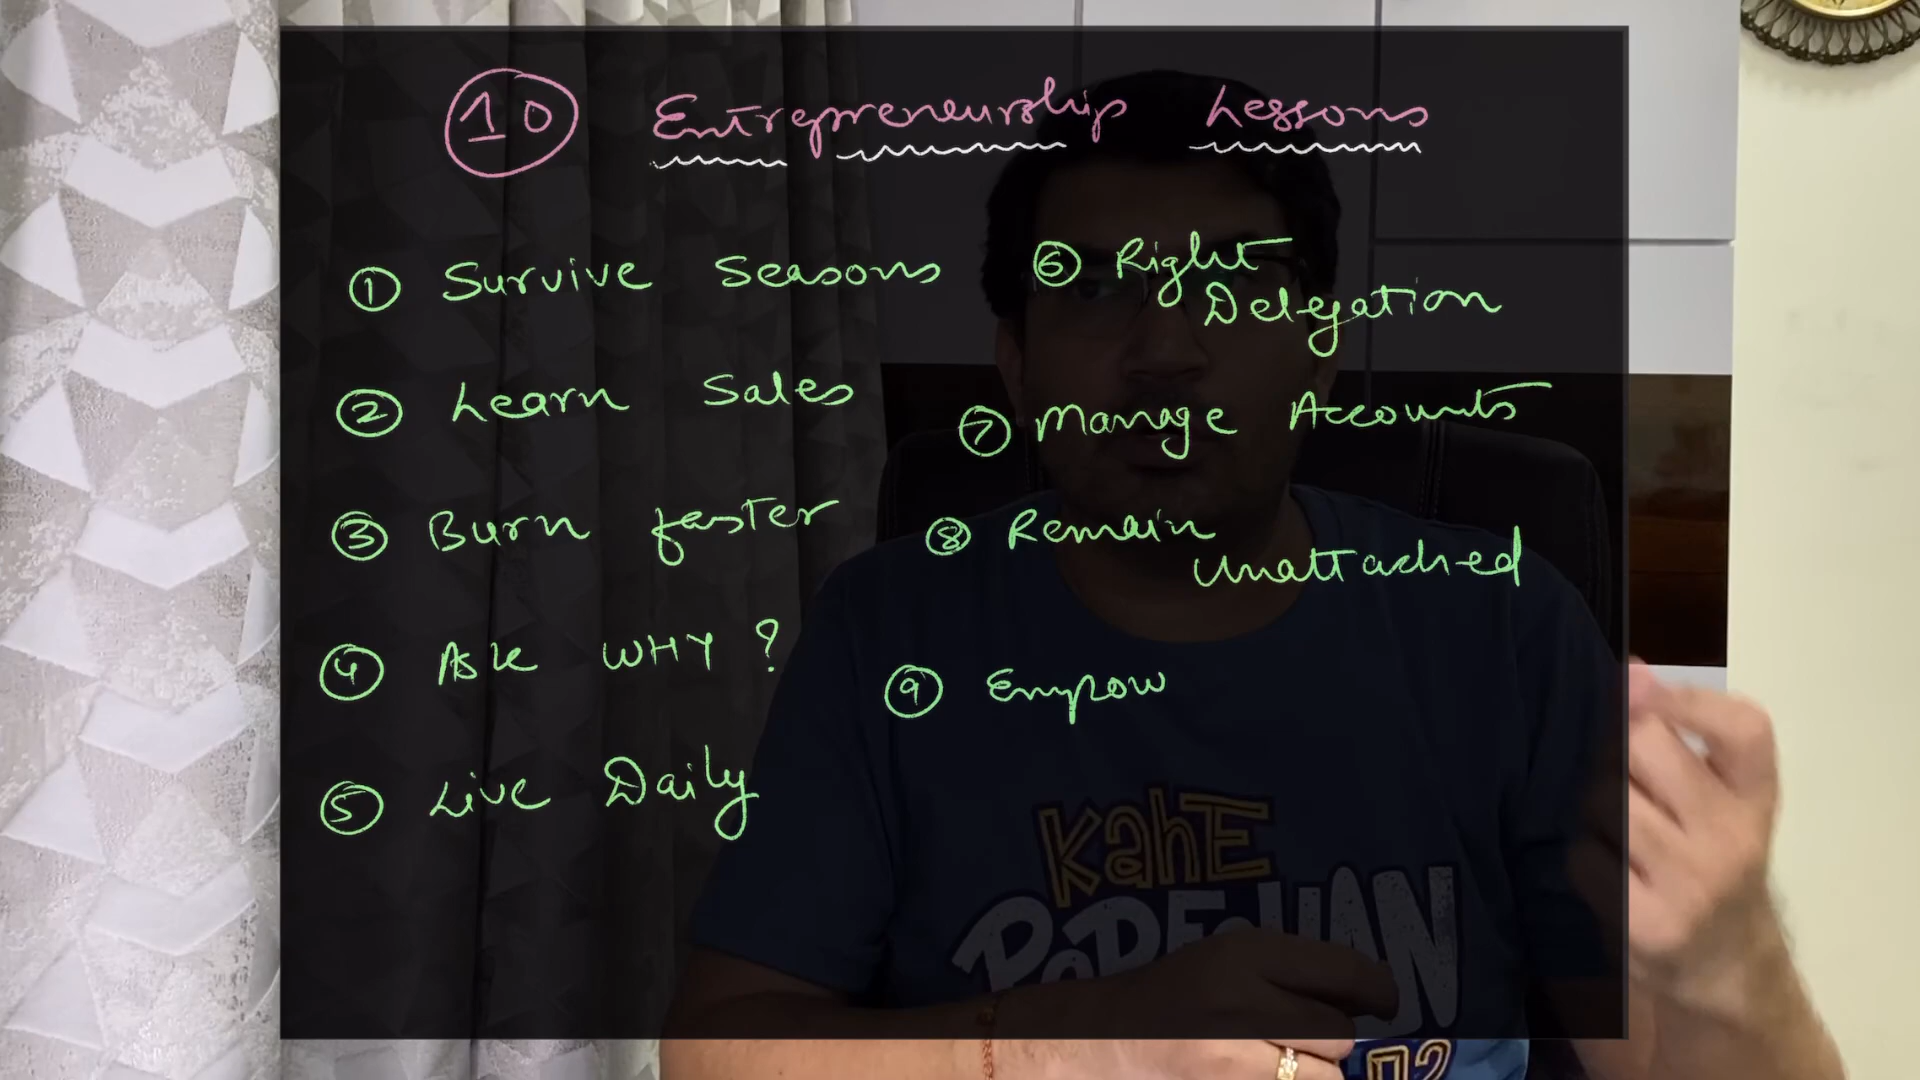 10 Entrepreneurship Lessons
1 Survive Seasons
2 Learn Sales
3 Burn faster
4 Ask WHY ?
5 Live Daily
6 Right
Delegation
7 Manage Accounts
8 Remain
Unattached
9 Empow
KahE